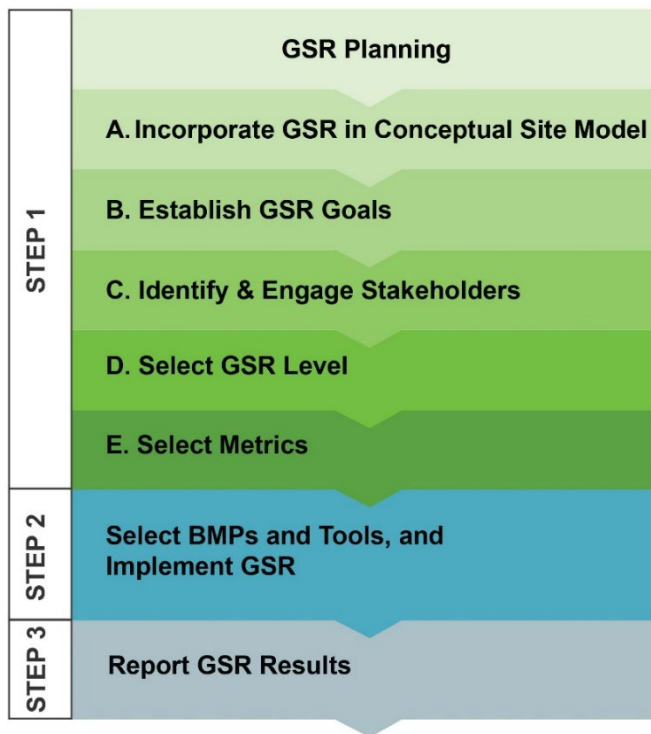 STEP 1
GSR Planning
A. Incorporate GSR in Conceptual Site Model
B. Establish GSR Goals
C. Identify & Engage Stakeholders
D. Select GSR Level
E. Select Metrics
STEP 2
Select BMPs and Tools, and
Implement GSR
STEP 3
Report GSR Results